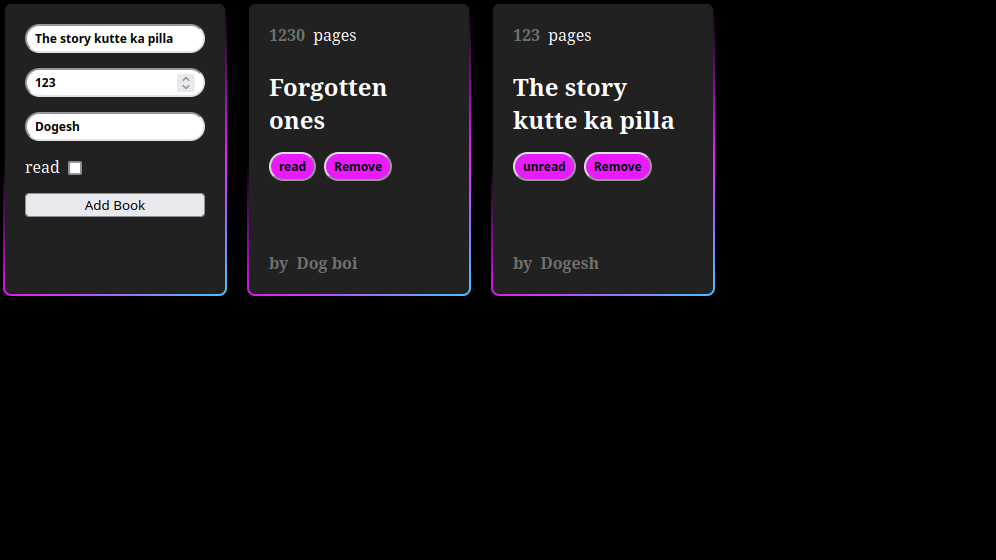 The story kutte ka pilla
123
Dogesh
read
Add Book
1230 pages
Forgotten
ones
read Remove
by Dog boi
123 pages
The story
kutte ka pilla
unread Remove
by Dogesh